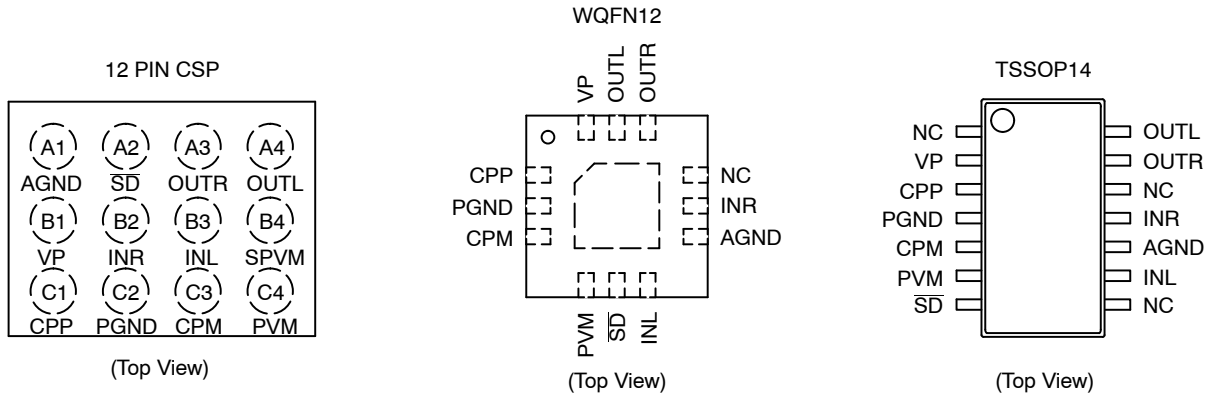 12 PIN CSP
A1 A2 A3 A4
AGND SD OUTR OUTL
B1 B2 B3 B4
VP INR INL SPVM
C1 C2 C3 C4
CPP PGND CPM PVM
(Top View)
WQFN12
VP OUTL OUTR
CPP NC
PGND INR
CPM AGND
PVM SD INL
(Top View)
TSSOP14
NC OUTL
VP OUTR
CPP NC
PGND INR
CPM AGND
PVM INL
SD NC
(Top View)